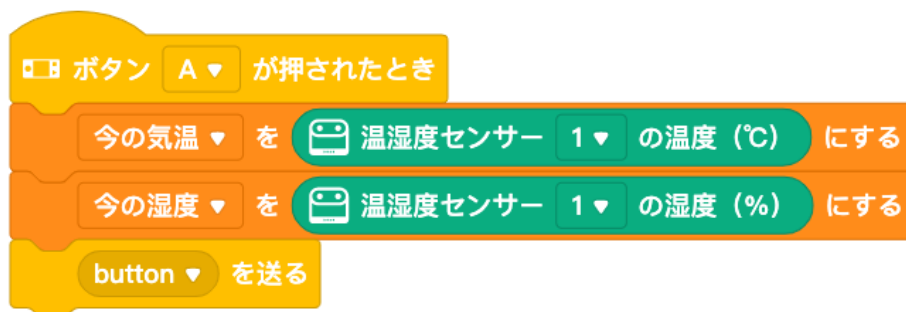 ボタン A が押されたとき
今の気温 を 温湿度センサー 1 の温度（℃） にする
今の湿度 を 温湿度センサー 1 の湿度（%） にする
button を送る